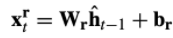 x_t^r = W_r ĥ_{t−1} + b_r